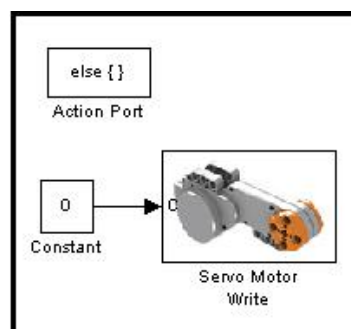 else { }
Action Port
0
Constant
Servo Motor
Write